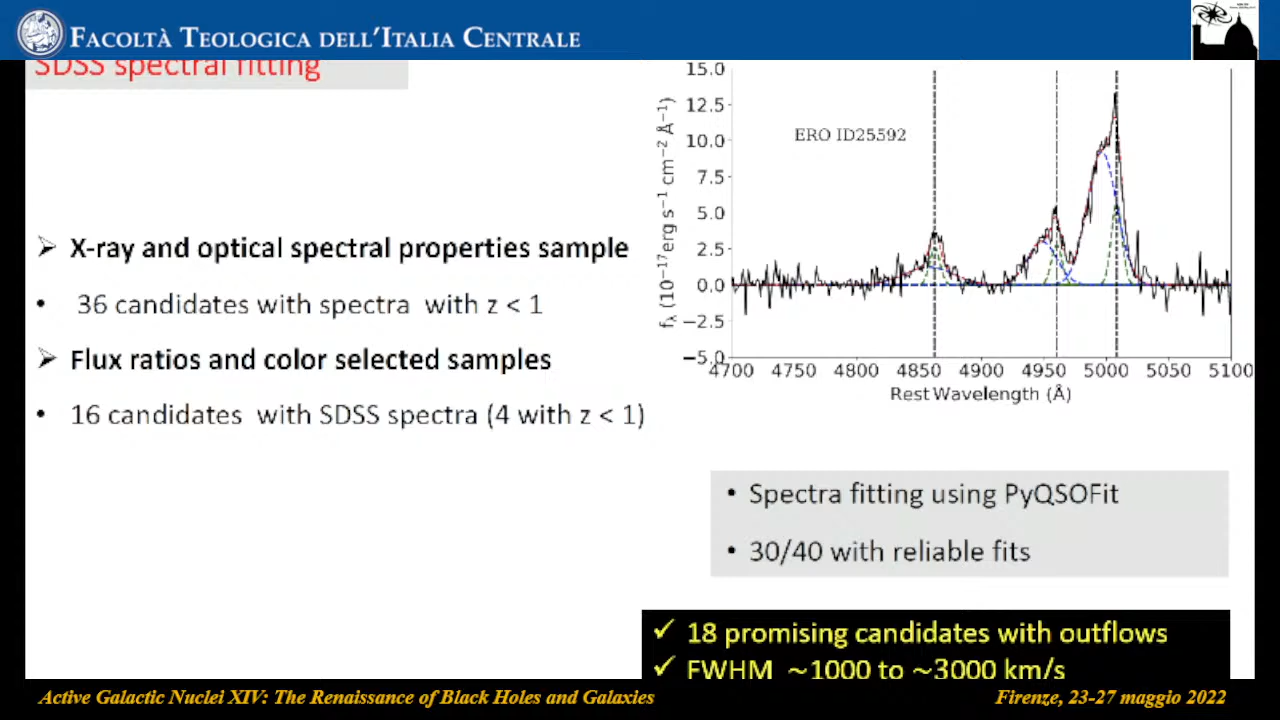 FACOLTÀ TEOLOGICA DELL'ITALIA CENTRALE
SDSS spectral fitting
➢ X-ray and optical spectral properties sample
• 36 candidates with spectra with z < 1
➢ Flux ratios and color selected samples
• 16 candidates with SDSS spectra (4 with z < 1)
ERO ID25592
fλ (10⁻¹⁷erg s⁻¹ cm⁻² Å⁻¹)
15.0
12.5
10.0
7.5
5.0
2.5
0.0
−2.5
−5.0
4700 4750 4800 4850 4900 4950 5000 5050 5100
Rest Wavelength (Å)
• Spectra fitting using PyQSOFit
• 30/40 with reliable fits
✓ 18 promising candidates with outflows
✓ FWHM ~1000 to ~3000 km/s
Active Galactic Nuclei XIV: The Renaissance of Black Holes and Galaxies
Firenze, 23-27 maggio 2022